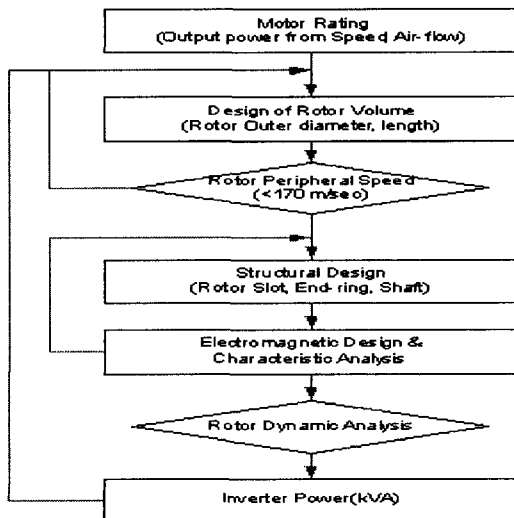 Motor Rating
(Output power from Speed Air-flow)
Design of Rotor Volume
(Rotor Outer diameter, length)
Rotor Peripheral Speed
(<170 m/sec)
Structural Design
(Rotor Slot, End-ring, Shaft)
Electromagnetic Design &
Characteristic Analysis
Rotor Dynamic Analysis
Inverter Power(kVA)